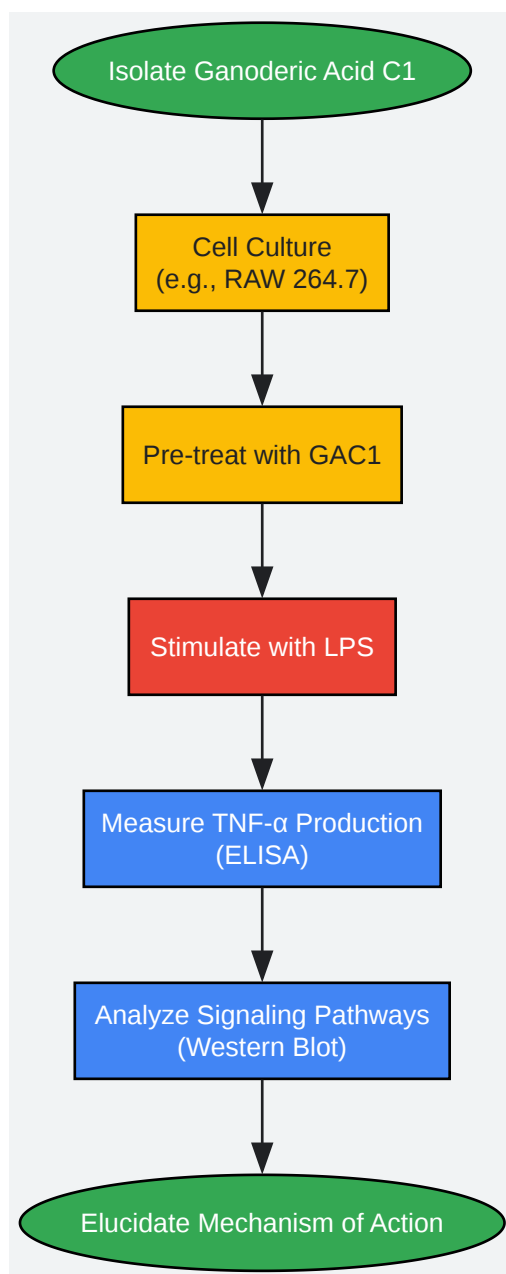 Isolate Ganoderic Acid C1
Cell Culture
(e.g., RAW 264.7)
Pre-treat with GAC1
Stimulate with LPS
Measure TNF-α Production
(ELISA)
Analyze Signaling Pathways
(Western Blot)
Elucidate Mechanism of Action